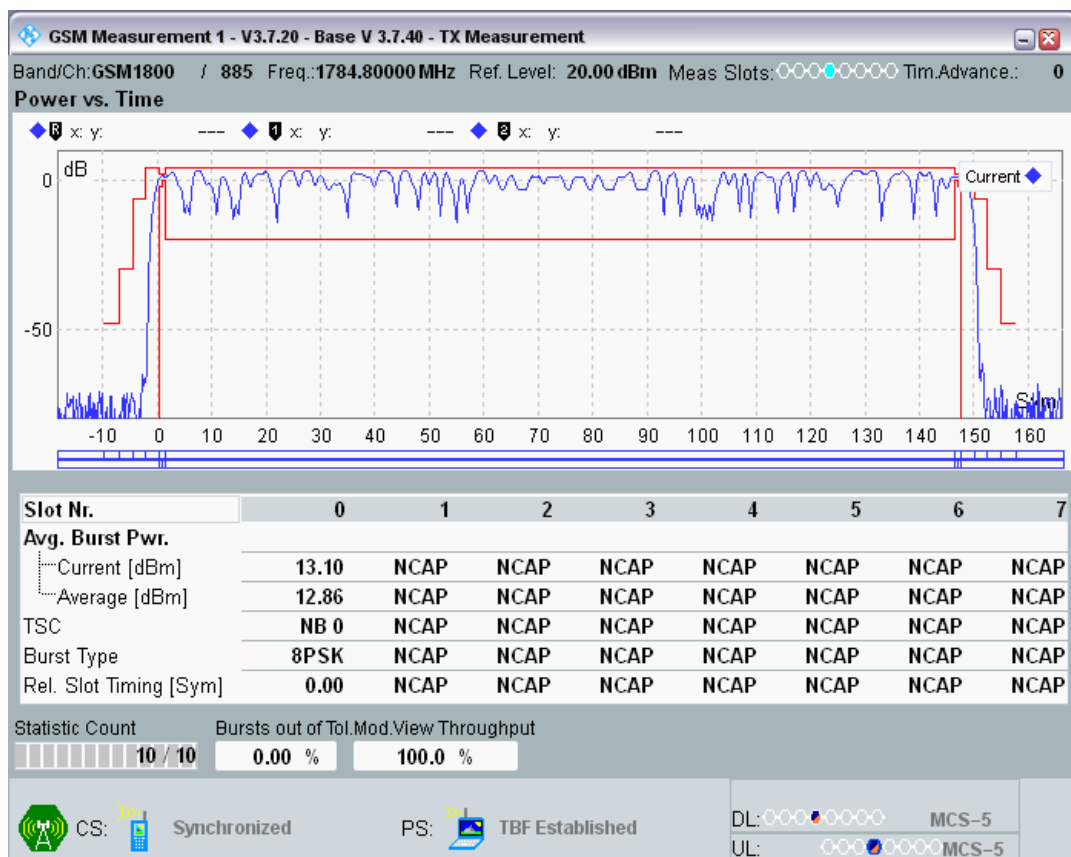 GSM Measurement 1 - V3.7.20 - Base V 3.7.40 - TX Measurement
Band/Ch:GSM1800 / 885 Freq.:1784.80000 MHz Ref. Level: 20.00 dBm Meas Slots: Tim.Advance.: 0
Power vs. Time
R x: y: --- 1 x: y: --- 2 x: y: ---
dB
0
Current
-50
Sym
-10 0 10 20 30 40 50 60 70 80 90 100 110 120 130 140 150 160
Slot Nr. 0 1 2 3 4 5 6 7
Avg. Burst Pwr.
Current [dBm] 13.10 NCAP NCAP NCAP NCAP NCAP NCAP NCAP
Average [dBm] 12.86 NCAP NCAP NCAP NCAP NCAP NCAP NCAP
TSC NB 0 NCAP NCAP NCAP NCAP NCAP NCAP NCAP
Burst Type 8PSK NCAP NCAP NCAP NCAP NCAP NCAP NCAP
Rel. Slot Timing [Sym] 0.00 NCAP NCAP NCAP NCAP NCAP NCAP NCAP
Statistic Count Bursts out of Tol.Mod.View Throughput
10 / 10 0.00 % 100.0 %
CS: Synchronized PS: TBF Established
DL: MCS-5
UL: MCS-5